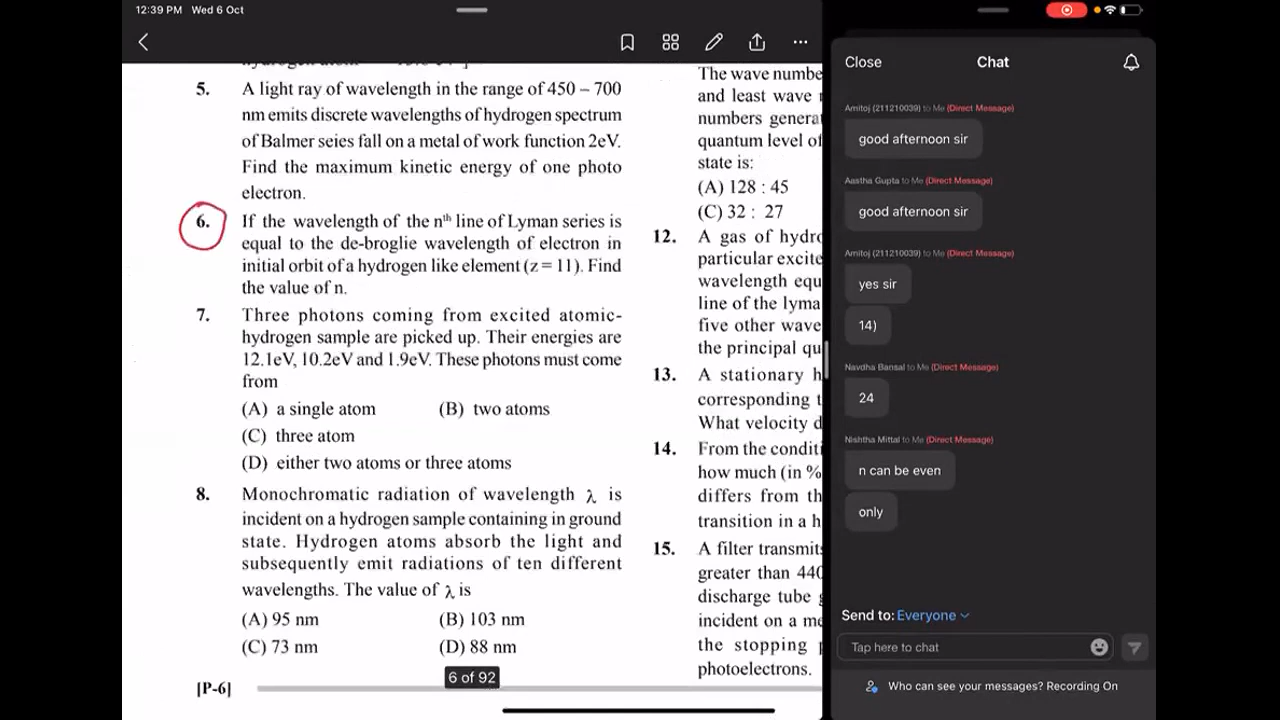 12:39 PM Wed 6 Oct
5. A light ray of wavelength in the range of 450 – 700
nm emits discrete wavelengths of hydrogen spectrum
of Balmer seies fall on a metal of work function 2eV.
Find the maximum kinetic energy of one photo
electron.
6. If the wavelength of the nth line of Lyman series is
equal to the de-broglie wavelength of electron in
initial orbit of a hydrogen like element (z = 11). Find
the value of n.
7. Three photons coming from excited atomic-
hydrogen sample are picked up. Their energies are
12.1eV, 10.2eV and 1.9eV. These photons must come
from
(A) a single atom (B) two atoms
(C) three atom
(D) either two atoms or three atoms
8. Monochromatic radiation of wavelength λ is
incident on a hydrogen sample containing in ground
state. Hydrogen atoms absorb the light and
subsequently emit radiations of ten different
wavelengths. The value of λ is
(A) 95 nm (B) 103 nm
(C) 73 nm (D) 88 nm
[P-6]
6 of 92
The wave numbe
and least wave
numbers genera
quantum level of
state is:
(A) 128 : 45
(C) 32 : 27
12. A gas of hydro
particular excite
wavelength equ
line of the lyma
five other wave
the principal qu
13. A stationary h
corresponding t
What velocity d
14. From the conditi
how much (in %
differs from th
transition in a h
15. A filter transmit
greater than 440
discharge tube
incident on a me
the stopping
photoelectrons.
Close Chat
Amitoj (211210039) to Me (Direct Message)
good afternoon sir
Aastha Gupta to Me (Direct Message)
good afternoon sir
Amitoj (211210039) to Me (Direct Message)
yes sir
14)
Navdha Bansal to Me (Direct Message)
24
Nishtha Mittal to Me (Direct Message)
n can be even
only
Send to: Everyone
Tap here to chat
Who can see your messages? Recording On